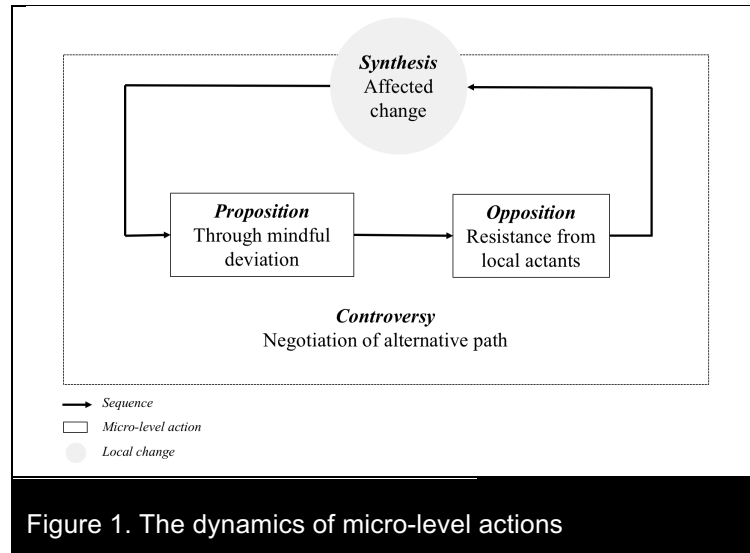 Synthesis
Affected
change
Proposition
Through mindful
deviation
Opposition
Resistance from
local actants
Controversy
Negotiation of alternative path
Sequence
Micro-level action
Local change
Figure 1. The dynamics of micro-level actions